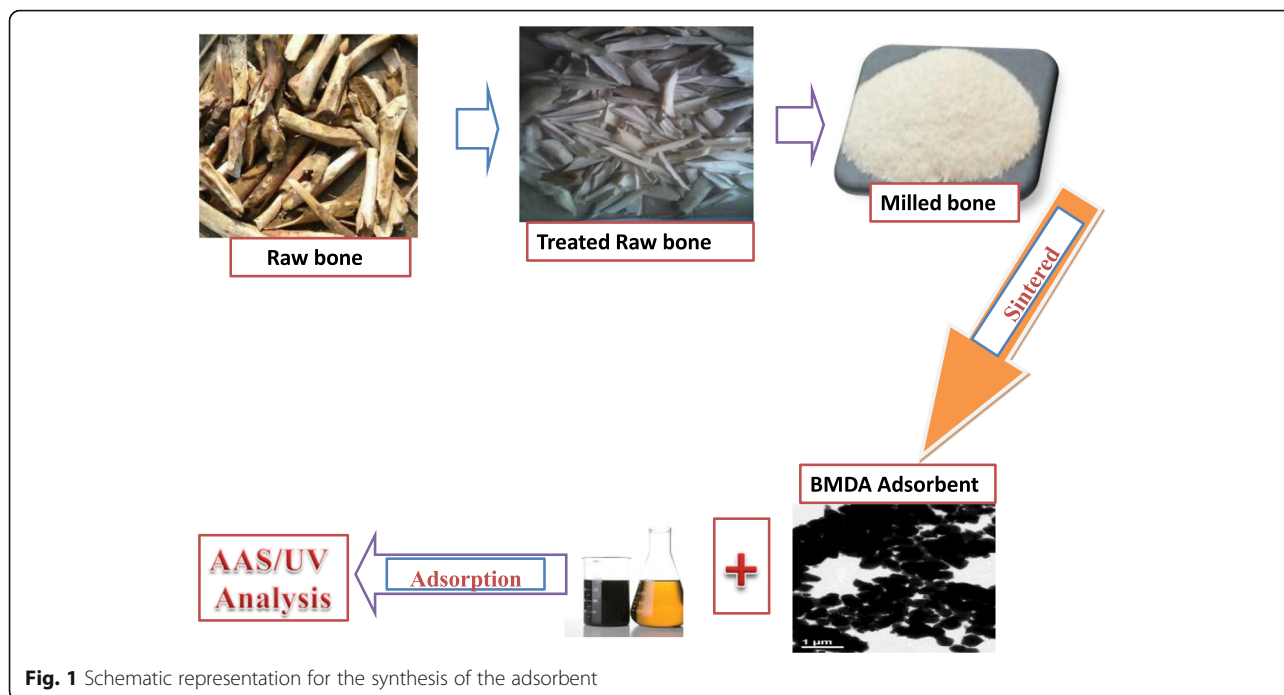 Raw bone
Treated Raw bone
Milled bone
Sintered
BMDA Adsorbent
1 μm
+
Adsorption
AAS/UV
Analysis
Fig. 1 Schematic representation for the synthesis of the adsorbent